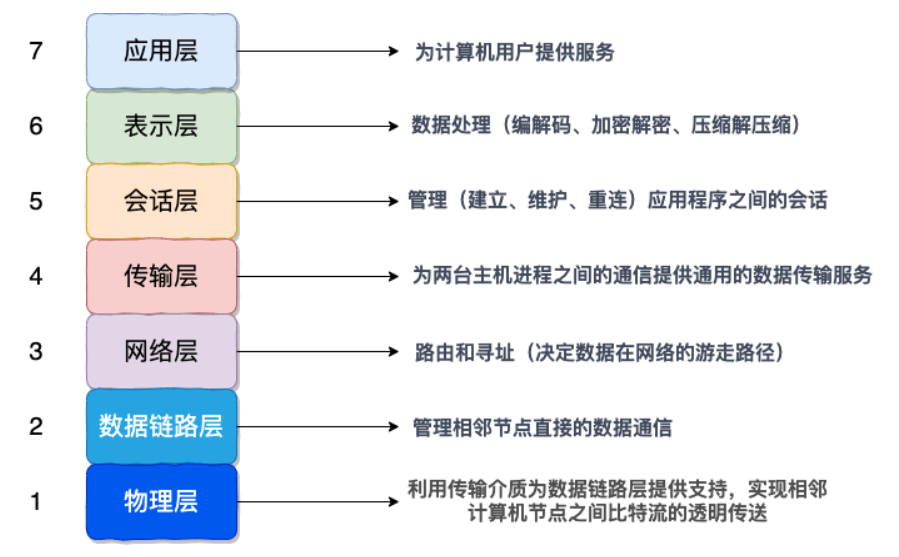 7 应用层 为计算机用户提供服务
6 表示层 数据处理（编解码、加密解密、压缩解压缩）
5 会话层 管理（建立、维护、重连）应用程序之间的会话
4 传输层 为两台主机进程之间的通信提供通用的数据传输服务
3 网络层 路由和寻址（决定数据在网络的游走路径）
2 数据链路层 管理相邻节点直接的数据通信
1 物理层 利用传输介质为数据链路层提供支持，实现相邻
计算机节点之间比特流的透明传送